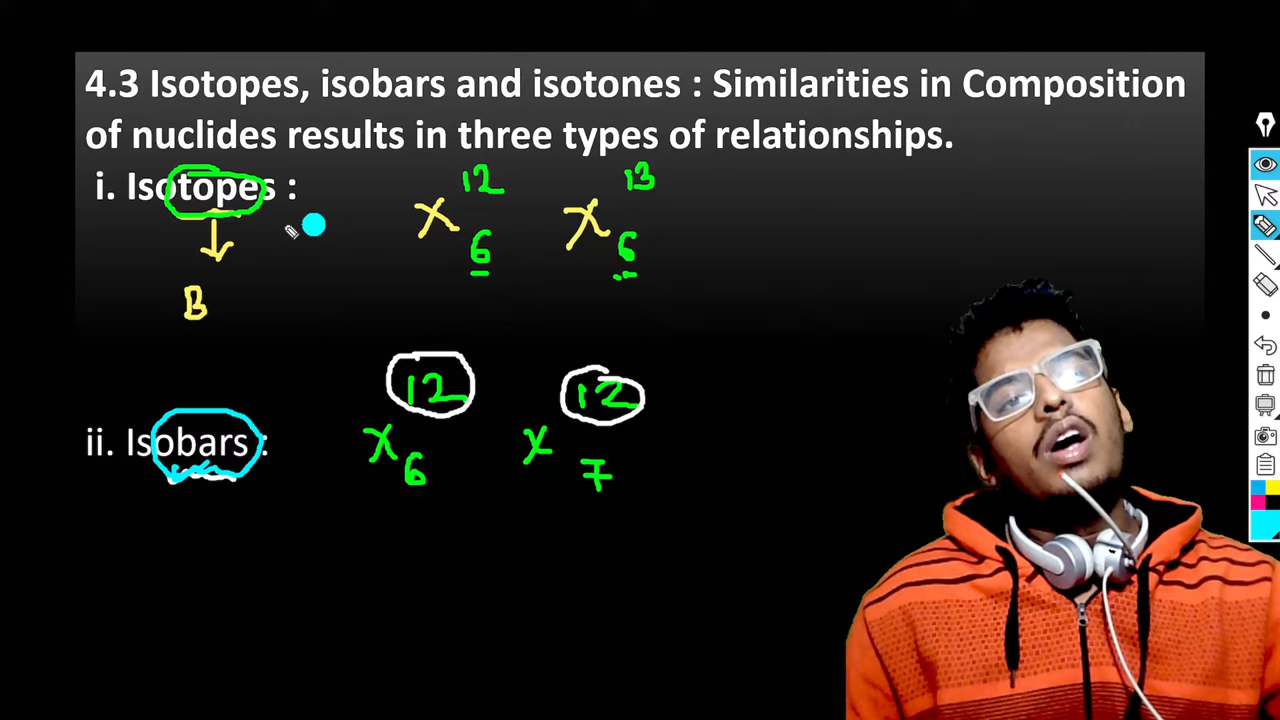 4.3 Isotopes, isobars and isotones : Similarities in Composition
of nuclides results in three types of relationships.
i. Isotopes :
12 13
X X
6 6
B
12 12
ii. Isobars : X X
6 7